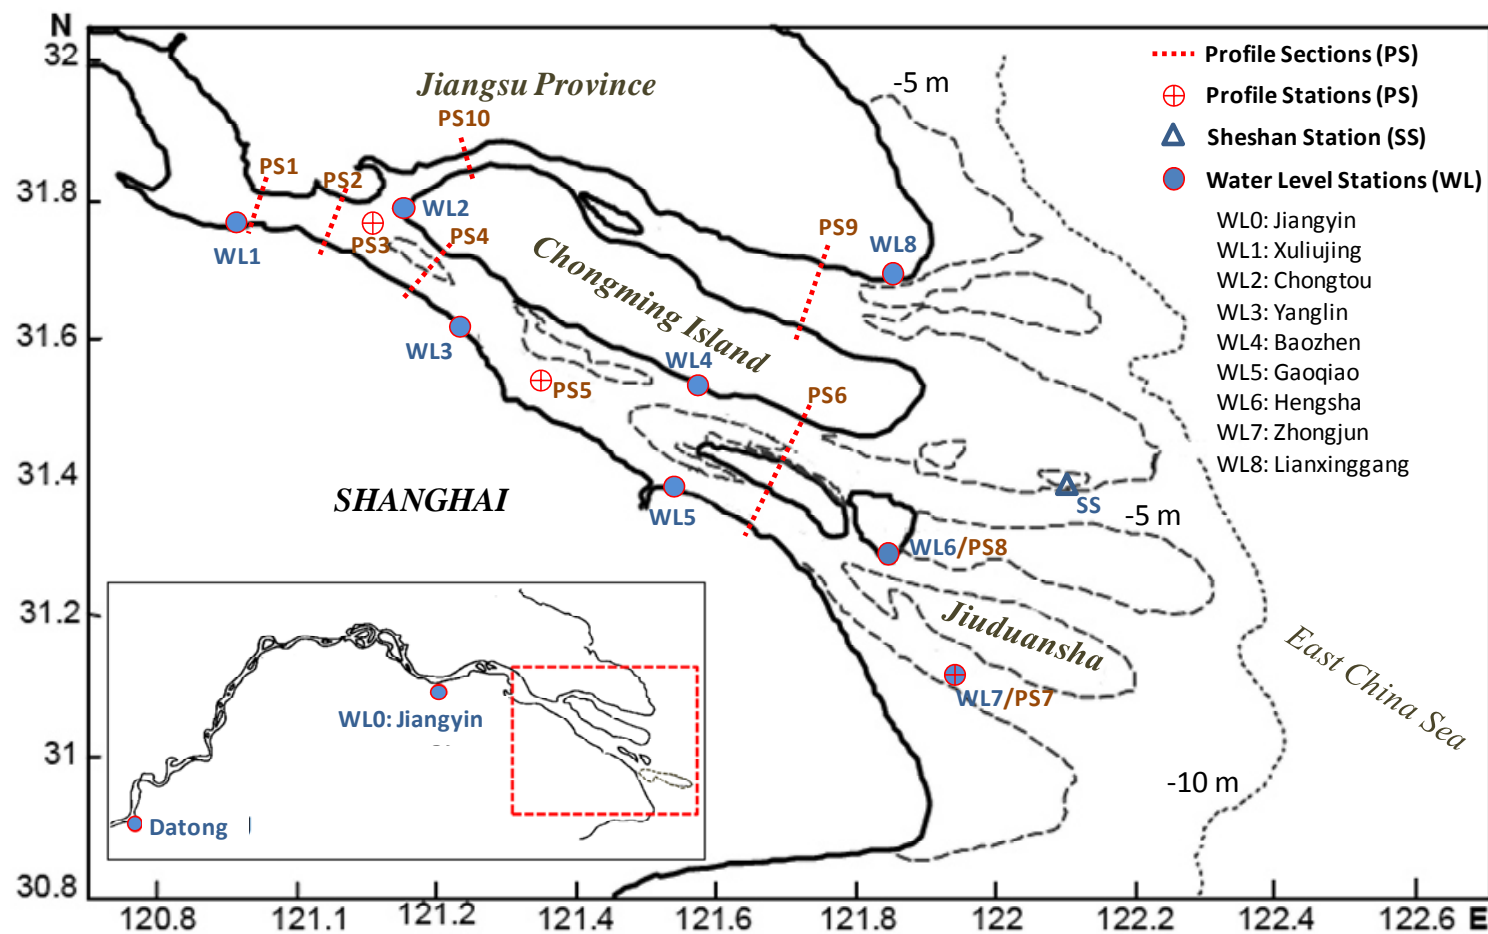 N
32
31.8
31.6
31.4
31.2
31
30.8
120.8
121.1
121.2
121.4
121.6
121.8
122
122.2
122.4
122.6
E
Jiangsu Province
PS10
PS1
PS2
PS3
PS4
WL1
WL2
WL3
PS5
Chongming Island
WL4
PS6
PS9
WL8
-5 m
SHANGHAI
WL5
WL6/PS8
SS
-5 m
Jiuduansha
WL7/PS7
-10 m
East China Sea
Profile Sections (PS)
Profile Stations (PS)
Sheshan Station (SS)
Water Level Stations (WL)
WL0: Jiangyin
WL1: Xuliujing
WL2: Chongtou
WL3: Yanglin
WL4: Baozhen
WL5: Gaoqiao
WL6: Hengsha
WL7: Zhongjun
WL8: Lianxinggang
WL0: Jiangyin
Datong